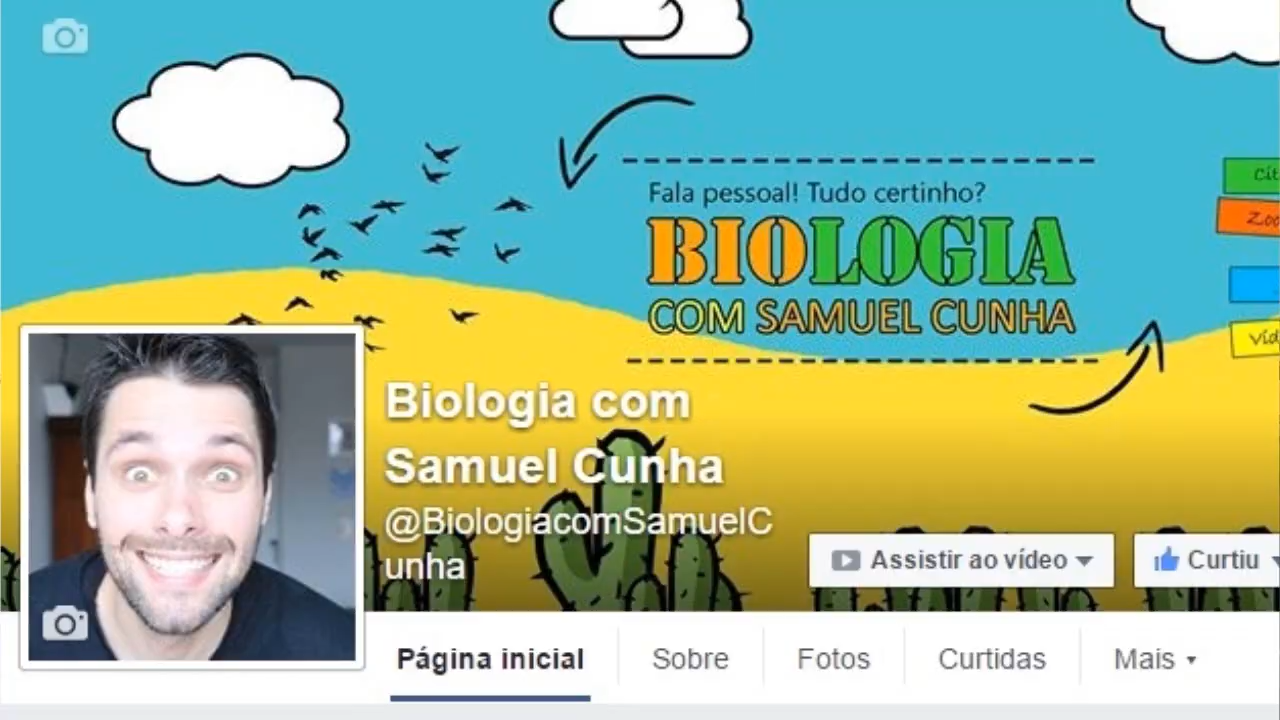 Fala pessoal! Tudo certinho?
BIOLOGIA
COM SAMUEL CUNHA
Biologia com
Samuel Cunha
@BiologiacomSamuelC
unha
Assistir ao vídeo
Curtiu
Página inicial
Sobre
Fotos
Curtidas
Mais